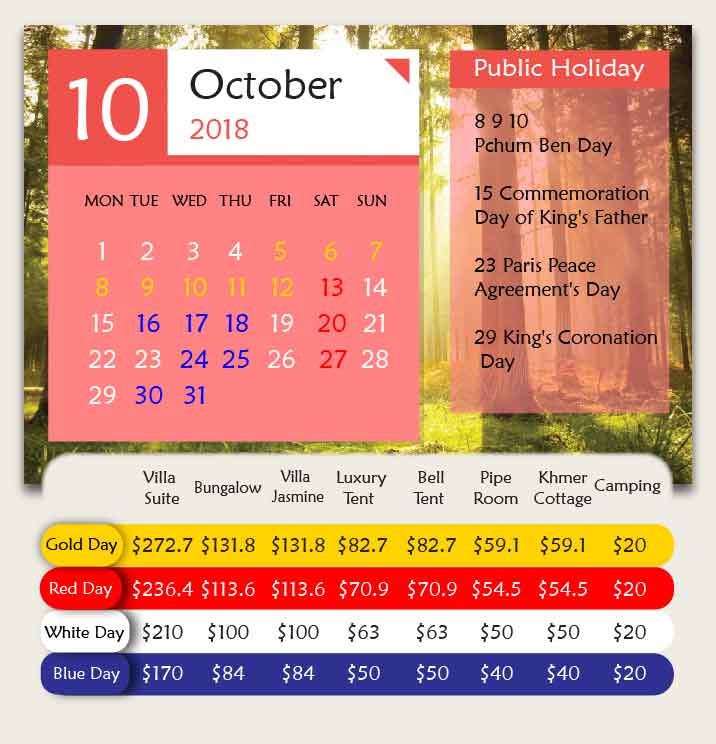 10
October
2018
MON TUE WED THU FRI SAT SUN
1 2 3 4 5 6 7
8 9 10 11 12 13 14
15 16 17 18 19 20 21
22 23 24 25 26 27 28
29 30 31
Public Holiday
8 9 10
Pchum Ben Day
15 Commemoration
Day of King's Father
23 Paris Peace
Agreement's Day
29 King's Coronation
Day
Villa Suite Bungalow Villa Jasmine Luxury Tent Bell Tent Pipe Room Khmer Cottage Camping
Gold Day $272.7 $131.8 $131.8 $82.7 $82.7 $59.1 $59.1 $20
Red Day $236.4 $113.6 $113.6 $70.9 $70.9 $54.5 $54.5 $20
White Day $210 $100 $100 $63 $63 $50 $50 $20
Blue Day $170 $84 $84 $50 $50 $40 $40 $20